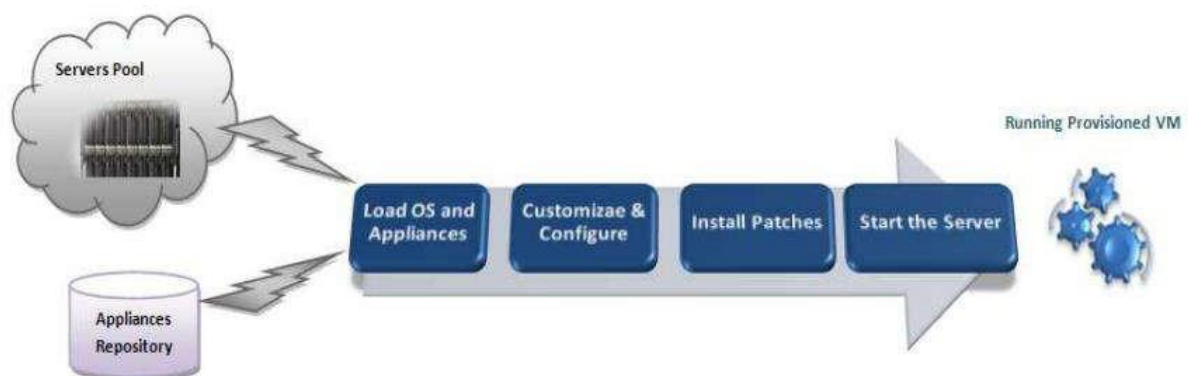 Servers Pool
Running Provisioned VM
Load OS and
Appliances
Customizae &
Configure
Install Patches
Start the Server
Appliances
Repository